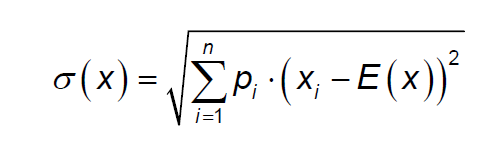 σ(x) = √(∑_{i=1}^{n} p_i · (x_i − E(x))²)